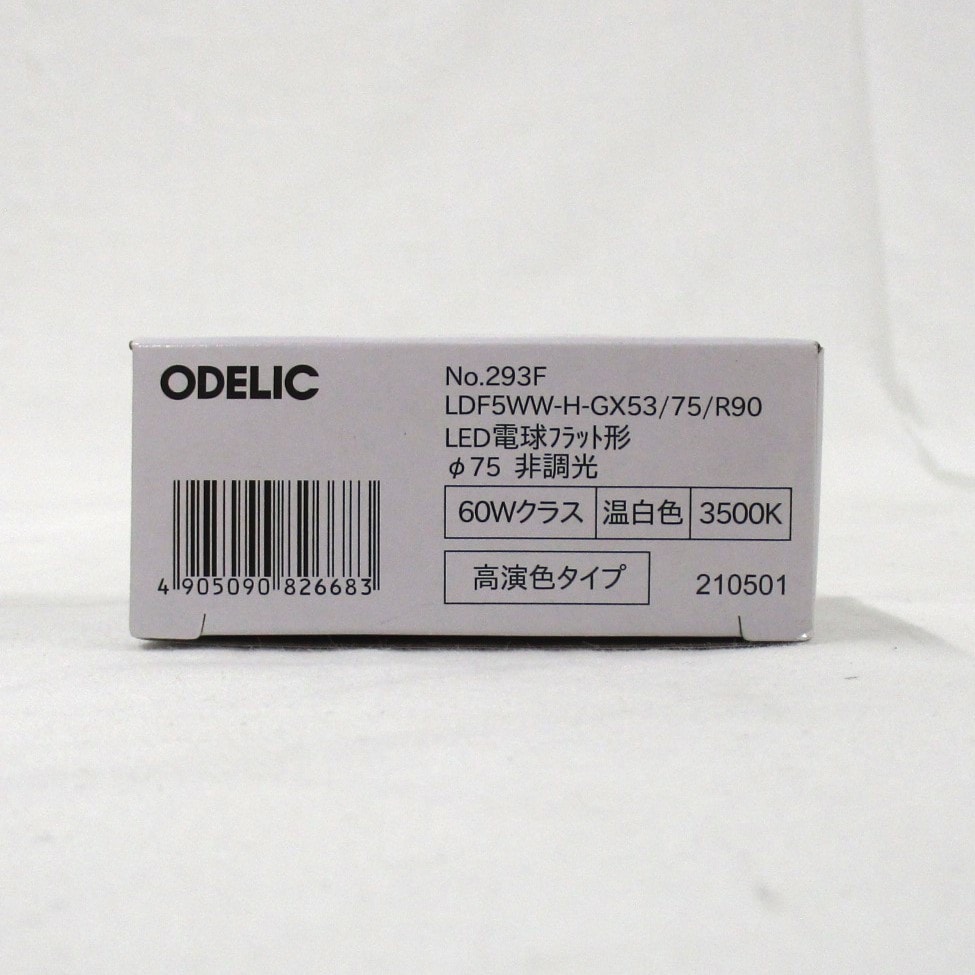 ODELIC
No.293F
LDF5WW-H-GX53/75/R90
LED電球フラット形
φ75 非調光
60Wクラス 温白色 3500K
高演色タイプ 210501
4 905090 826683